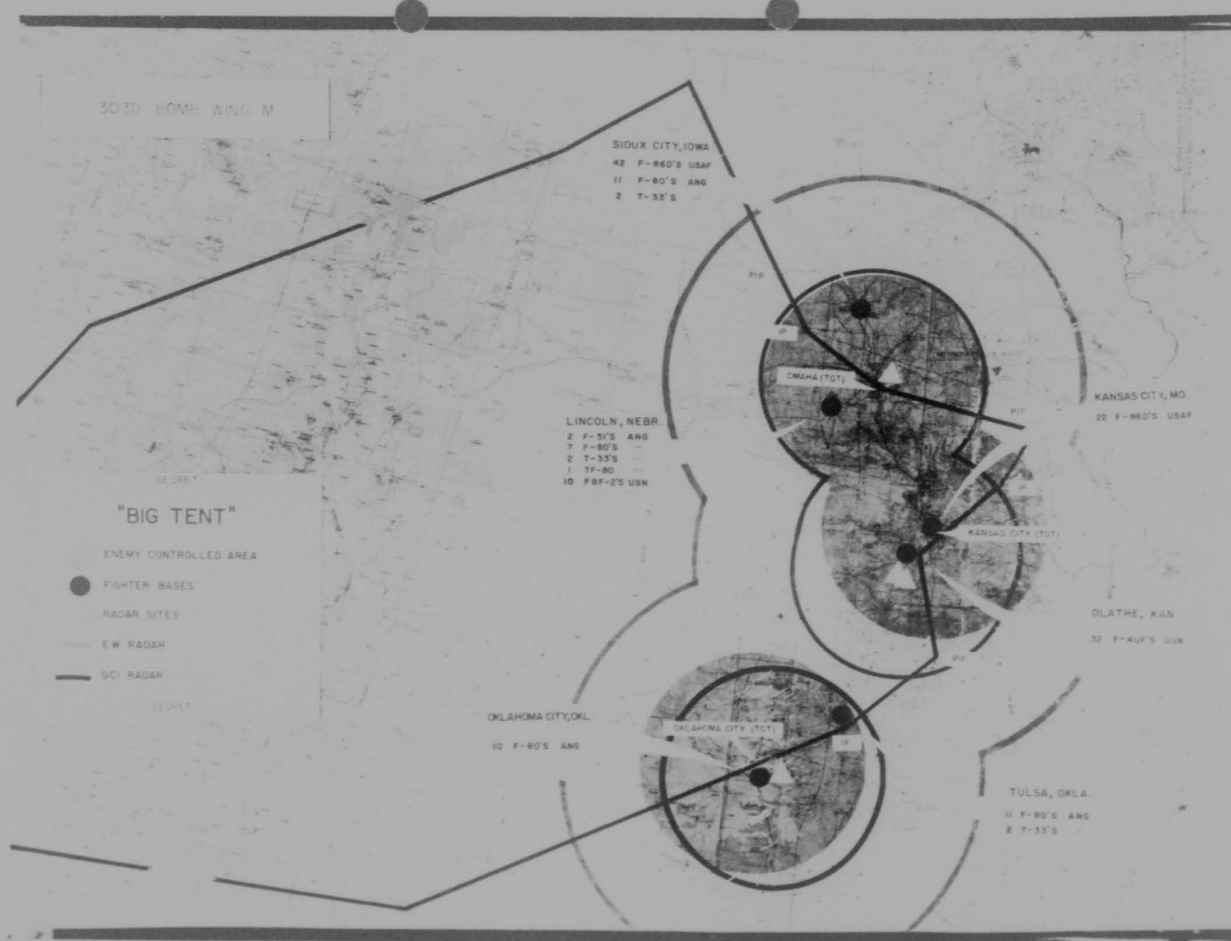 303D BOMB WING M
SIOUX CITY, IOWA
42 F-86D'S USAF
11 F-80'S ANG
2 T-33'S "
PIP
IP
OMAHA (TGT)
PIP
KANSAS CITY, MO.
22 F-86D'S USAF
LINCOLN, NEBR.
2 F-51'S ANG
7 F-80'S "
2 T-33'S "
1 TF-80 "
10 F8F-2'S USN
SECRET
"BIG TENT"
ENEMY CONTROLLED AREA
FIGHTER BASES
RADAR SITES
EW RADAR
GCI RADAR
SECRET
KANSAS CITY (TGT)
OLATHE, KAN
32 F-4U'S USN
PIP
OKLAHOMA CITY, OKL.
10 F-80'S ANG
OKLAHOMA CITY (TGT)
IP
TULSA, OKLA.
11 F-80'S ANG
2 T-33'S